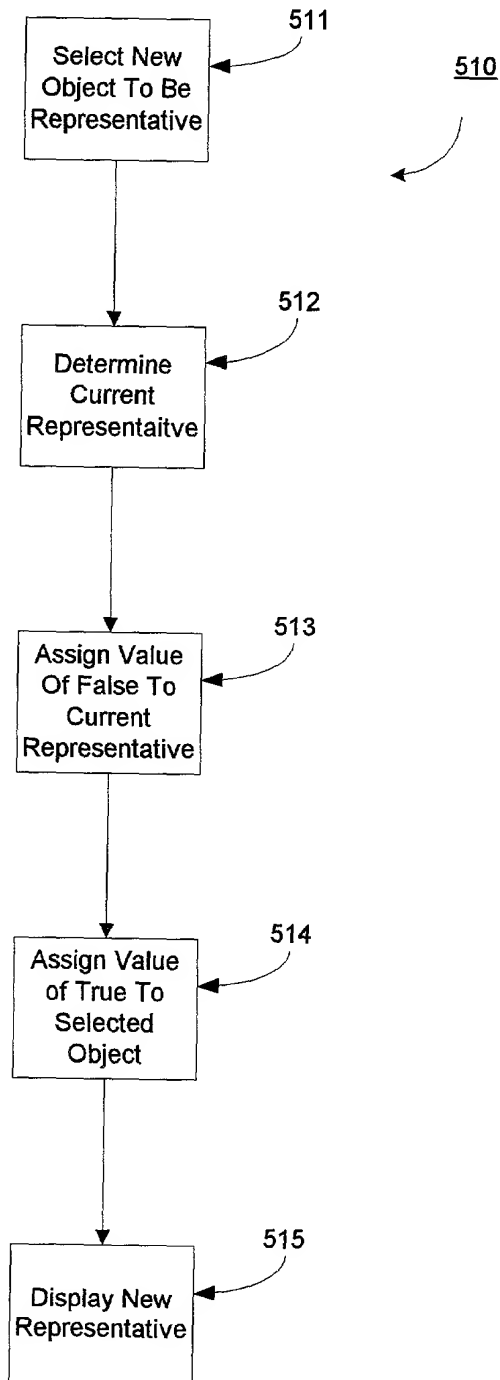 511
Select New
Object To Be
Representative
510
512
Determine
Current
Representaitve
513
Assign Value
Of False To
Current
Representative
514
Assign Value
of True To
Selected
Object
515
Display New
Representative